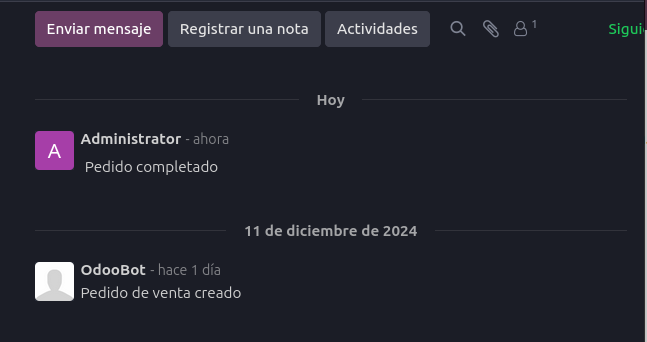 Enviar mensaje Registrar una nota Actividades 1 Sigui
Hoy
A
Administrator - ahora
Pedido completado
11 de diciembre de 2024
OdooBot - hace 1 día
Pedido de venta creado